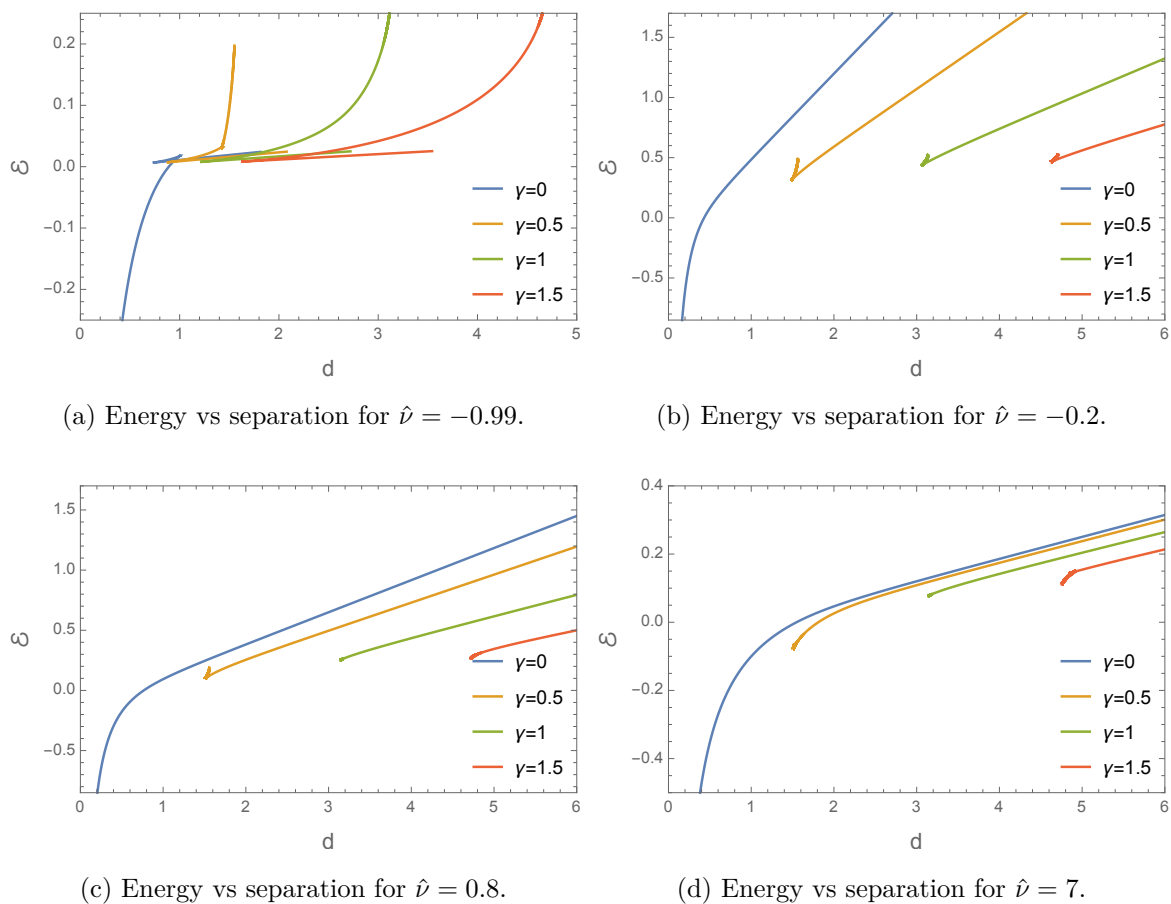 0.2
0.1
0.0
−0.1
−0.2
ℰ
0 1 2 3 4 5
d
γ=0
γ=0.5
γ=1
γ=1.5
(a) Energy vs separation for ν̂ = −0.99.
1.5
1.0
0.5
0.0
−0.5
ℰ
0 1 2 3 4 5 6
d
γ=0
γ=0.5
γ=1
γ=1.5
(b) Energy vs separation for ν̂ = −0.2.
1.5
1.0
0.5
0.0
−0.5
ℰ
0 1 2 3 4 5 6
d
γ=0
γ=0.5
γ=1
γ=1.5
(c) Energy vs separation for ν̂ = 0.8.
0.4
0.2
0.0
−0.2
−0.4
ℰ
0 1 2 3 4 5 6
d
γ=0
γ=0.5
γ=1
γ=1.5
(d) Energy vs separation for ν̂ = 7.